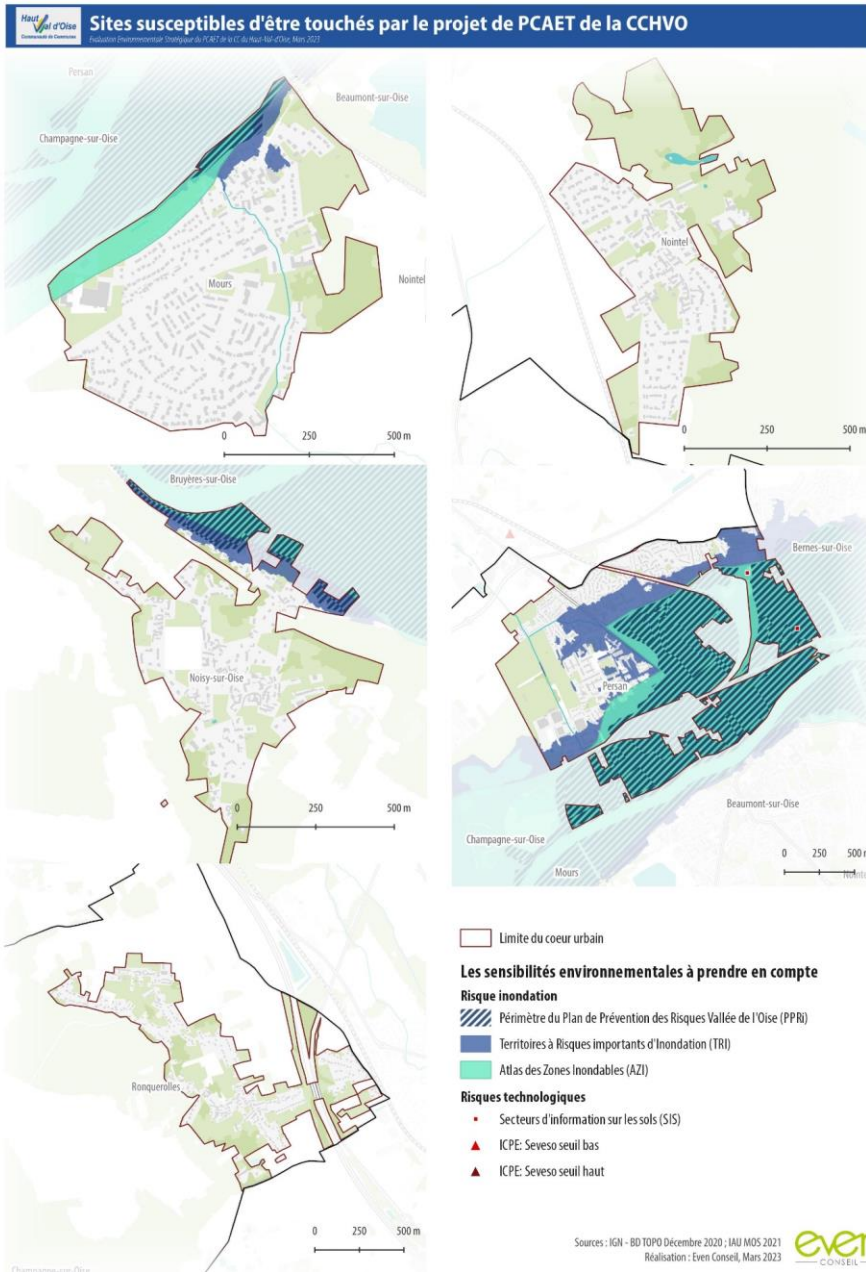 Haut Val d'Oise
Communauté de Communes
Sites susceptibles d'être touchés par le projet de PCAET de la CCHVO
Evaluation Environnementale Stratégique du PCAET de la CC du Haut-Val-d'Oise, Mars 2023
Persan
Beaumont-sur-Oise
Champagne-sur-Oise
Nointel
Mours
0 250 500 m
Nointel
0 250 500 m
Bruyères-sur-Oise
Noisy-sur-Oise
0 250 500 m
Bernes-sur-Oise
Persan
Beaumont-sur-Oise
Champagne-sur-Oise
Mours
0 250 500 m
Ronquerolles
0 250 500 m
Champagne-sur-Oise
Limite du coeur urbain
Les sensibilités environnementales à prendre en compte
Risque inondation
Périmètre du Plan de Prévention des Risques Vallée de l'Oise (PPRi)
Territoires à Risques importants d'Inondation (TRI)
Atlas des Zones Inondables (AZI)
Risques technologiques
Secteurs d'information sur les sols (SIS)
ICPE: Seveso seuil bas
ICPE: Seveso seuil haut
Sources : IGN - BD TOPO Décembre 2020 ; IAU MOS 2021
Réalisation : Even Conseil, Mars 2023
even
CONSEIL